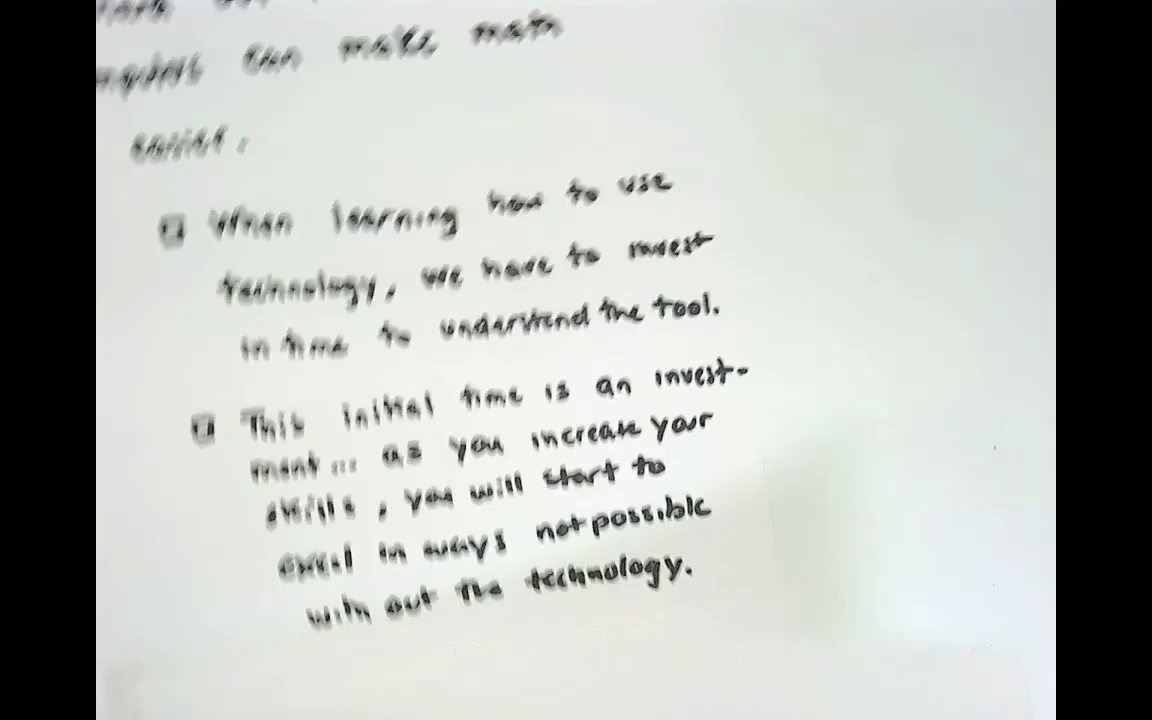 can make math
easier.
When learning how to use
technology, we have to invest
in time to understand the tool.
This initial time is an invest-
ment... as you increase your
skills, you will start to
excel in ways not possible
with out the technology.